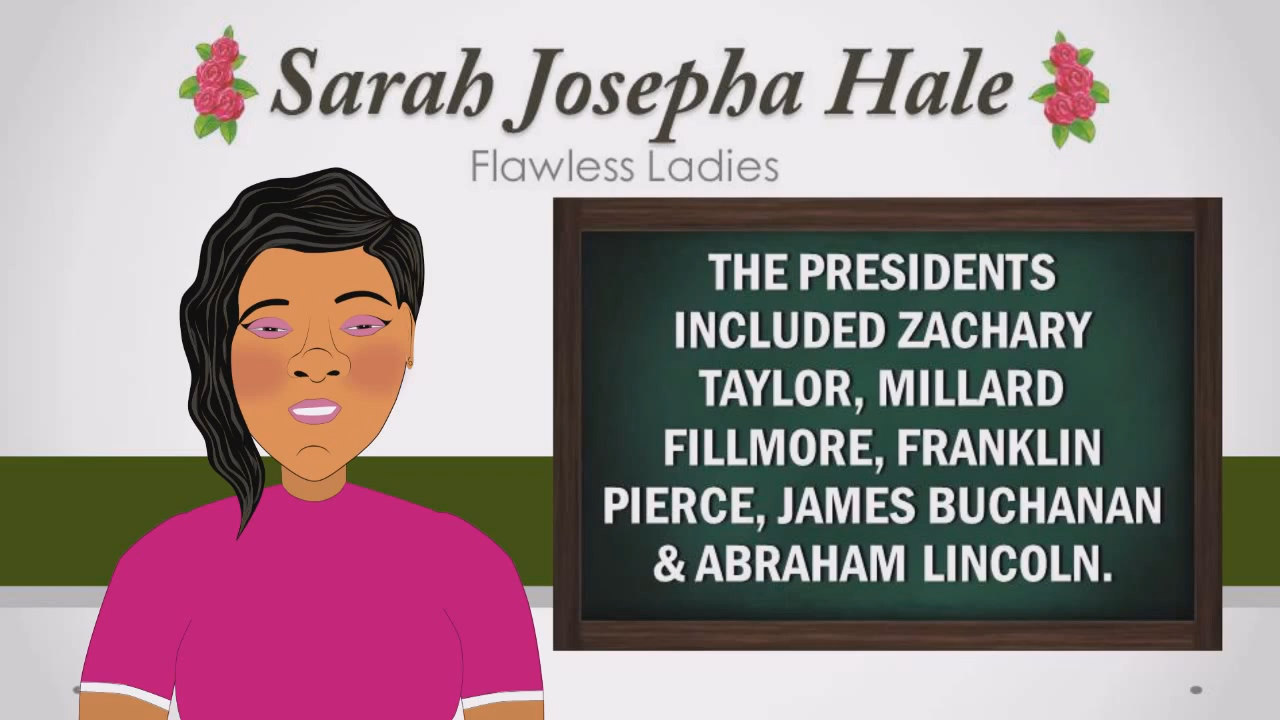 Sarah Josepha Hale
Flawless Ladies
THE PRESIDENTS
INCLUDED ZACHARY
TAYLOR, MILLARD
FILLMORE, FRANKLIN
PIERCE, JAMES BUCHANAN
& ABRAHAM LINCOLN.